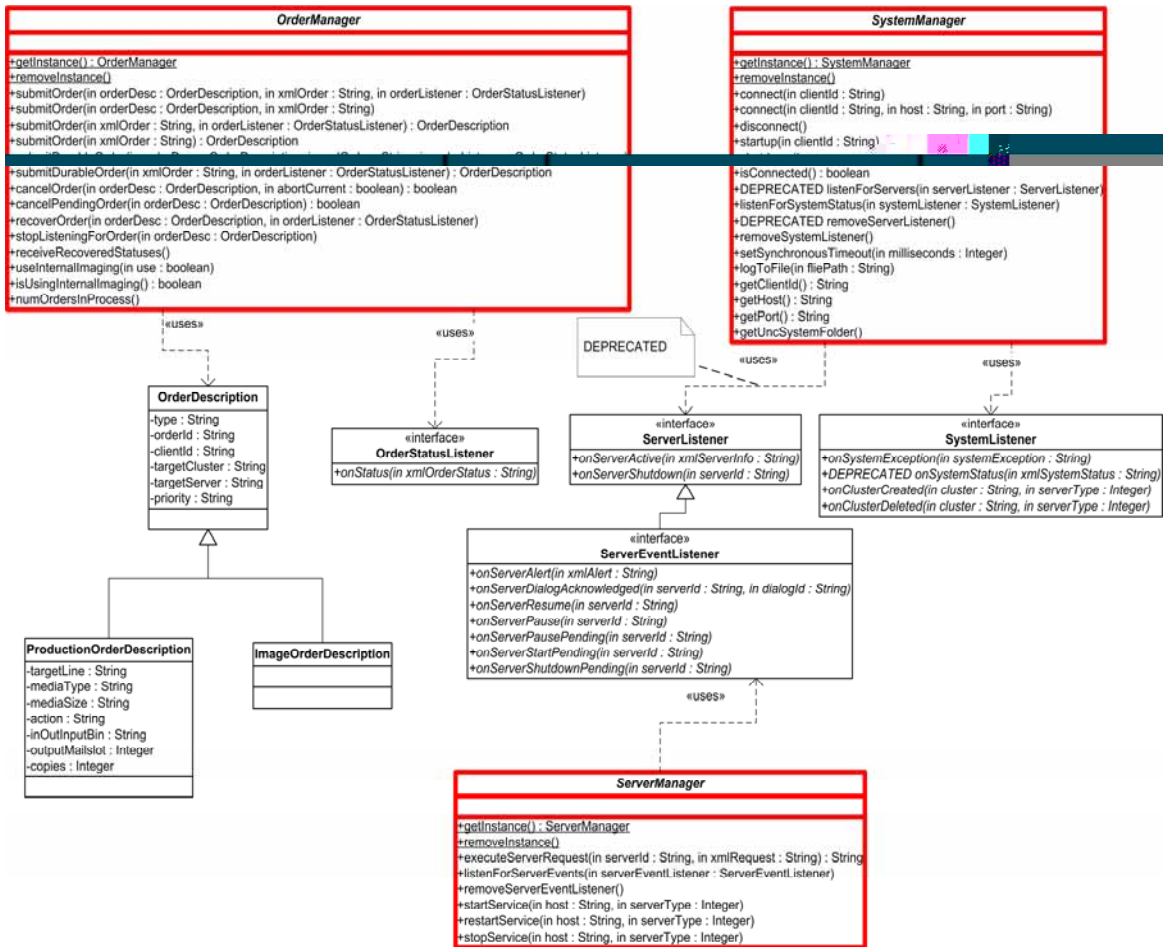 OrderManager
+getInstance() : OrderManager
+removeInstance()
+submitOrder(in orderDesc : OrderDescription, in xmlOrder : String, in orderListener : OrderStatusListener)
+submitOrder(in orderDesc : OrderDescription, in xmlOrder : String)
+submitOrder(in xmlOrder : String, in orderListener : OrderStatusListener) : OrderDescription
+submitOrder(in xmlOrder : String) : OrderDescription
+submitDurableOrder(in xmlOrder : String, in orderListener : OrderStatusListener) : OrderDescription
+cancelOrder(in orderDesc : OrderDescription, in abortCurrent : boolean) : boolean
+cancelPendingOrder(in orderDesc : OrderDescription) : boolean
+recoverOrder(in orderDesc : OrderDescription, in orderListener : OrderStatusListener)
+stopListeningForOrder(in orderDesc : OrderDescription)
+receiveRecoveredStatuses()
+useInternalImaging(in use : boolean)
+isUsingInternalImaging() : boolean
+numOrdersInProcess()
SystemManager
+getInstance() : SystemManager
+removeInstance()
+connect(in clientId : String)
+connect(in clientId : String, in host : String, in port : String)
+disconnect()
+startup(in clientId : String)
+isConnected() : boolean
+DEPRECATED listenForServers(in serverListener : ServerListener)
+listenForSystemStatus(in systemListener : SystemListener)
+DEPRECATED removeServerListener()
+removeSystemListener()
+setSynchronousTimeout(in milliseconds : Integer)
+logToFile(in fliePath : String)
+getClientId() : String
+getHost() : String
+getPort() : String
+getUncSystemFolder()
«uses»
«uses»
DEPRECATED
«uses»
«uses»
OrderDescription
-type : String
-orderId : String
-clientId : String
-targetCluster : String
-targetServer : String
-priority : String
«interface»
OrderStatusListener
+onStatus(in xmlOrderStatus : String)
«interface»
ServerListener
+onServerActive(in xmlServerInfo : String)
+onServerShutdown(in serverId : String)
«interface»
SystemListener
+onSystemException(in systemException : String)
+DEPRECATED onSystemStatus(in xmlSystemStatus : String)
+onClusterCreated(in cluster : String, in serverType : Integer)
+onClusterDeleted(in cluster : String, in serverType : Integer)
«interface»
ServerEventListener
+onServerAlert(in xmlAlert : String)
+onServerDialogAcknowledged(in serverId : String, in dialogId : String)
+onServerResume(in serverId : String)
+onServerPause(in serverId : String)
+onServerPausePending(in serverId : String)
+onServerStartPending(in serverId : String)
+onServerShutdownPending(in serverId : String)
ProductionOrderDescription
-targetLine : String
-mediaType : String
-mediaSize : String
-action : String
-inOutInputBin : String
-outputMailslot : Integer
-copies : Integer
ImageOrderDescription
«uses»
ServerManager
+getInstance() : ServerManager
+removeInstance()
+executeServerRequest(in serverId : String, in xmlRequest : String) : String
+listenForServerEvents(in serverEventListener : ServerEventListener)
+removeServerEventListener()
+startService(in host : String, in serverType : Integer)
+restartService(in host : String, in serverType : Integer)
+stopService(in host : String, in serverType : Integer)